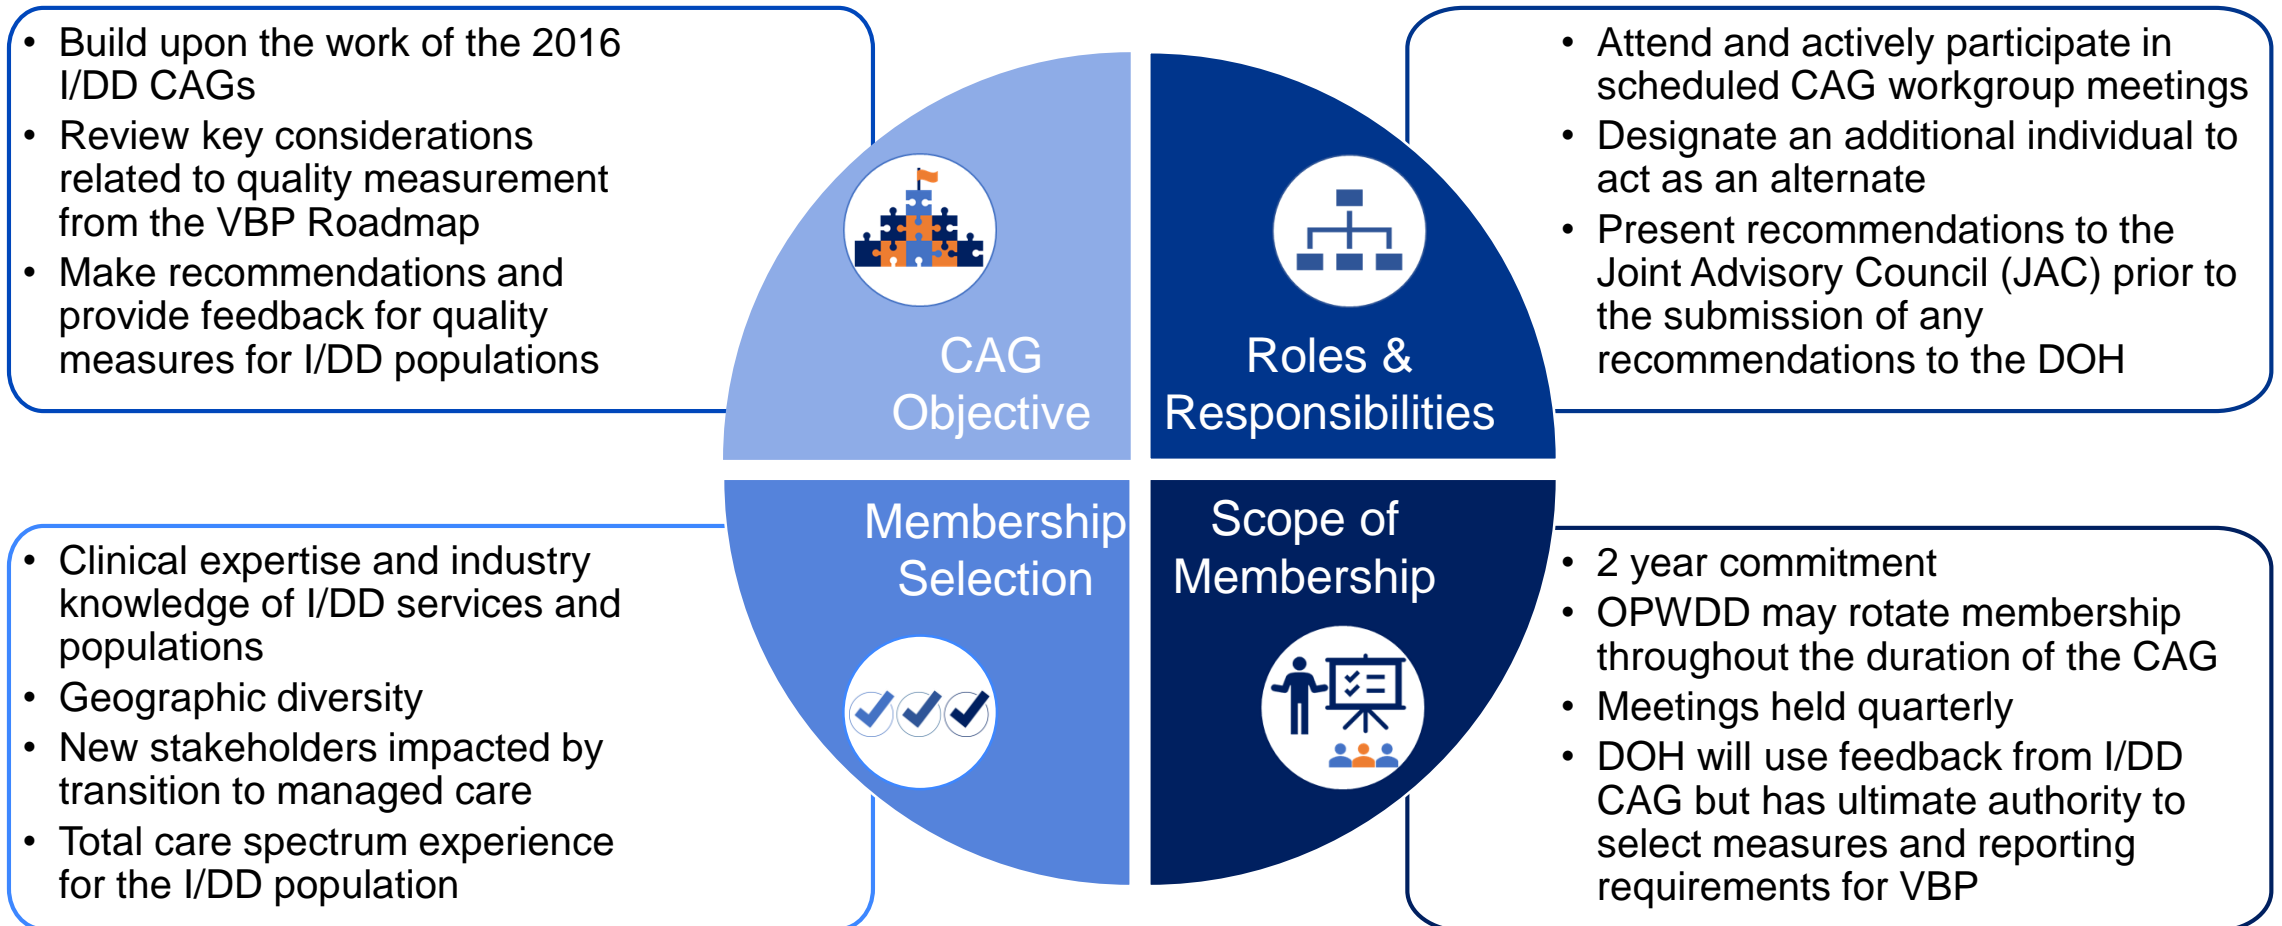 • Build upon the work of the 2016
I/DD CAGs
• Review key considerations
related to quality measurement
from the VBP Roadmap
• Make recommendations and
provide feedback for quality
measures for I/DD populations
CAG
Objective
Roles &
Responsibilities
• Attend and actively participate in
scheduled CAG workgroup meetings
• Designate an additional individual to
act as an alternate
• Present recommendations to the
Joint Advisory Council (JAC) prior to
the submission of any
recommendations to the DOH
• Clinical expertise and industry
knowledge of I/DD services and
populations
• Geographic diversity
• New stakeholders impacted by
transition to managed care
• Total care spectrum experience
for the I/DD population
Membership
Selection
Scope of
Membership
• 2 year commitment
• OPWDD may rotate membership
throughout the duration of the CAG
• Meetings held quarterly
• DOH will use feedback from I/DD
CAG but has ultimate authority to
select measures and reporting
requirements for VBP